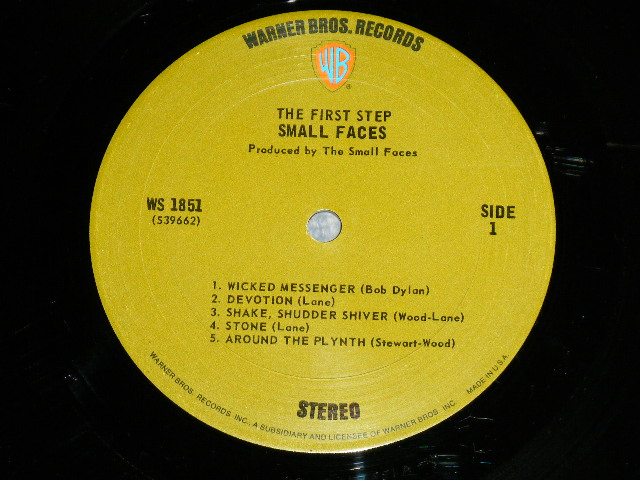 WARNER BROS. RECORDS
WB
®
THE FIRST STEP
SMALL FACES
Produced by The Small Faces
WS 1851
(S39662)
SIDE
1
1. WICKED MESSENGER (Bob Dylan)
2. DEVOTION (Lane)
3. SHAKE, SHUDDER SHIVER (Wood-Lane)
4. STONE (Lane)
5. AROUND THE PLYNTH (Stewart-Wood)
STEREO
WARNER BROS. RECORDS INC., A SUBSIDIARY AND LICENSEE OF WARNER BROS. INC. MADE IN U.S.A.